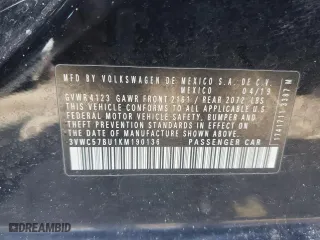 MFD BY VOLKSWAGEN DE MEXICO S.A. DE C.V.
MEXICO 04/19
GVWR 4123 GAWR FRONT 2161 / REAR 2072 LBS
THIS VEHICLE CONFORMS TO ALL APPLICABLE U.S.
FEDERAL MOTOR VEHICLE SAFETY, BUMPER AND
THEFT PREVENTION STANDARDS IN EFFECT ON THE
DATE OF MANUFACTURE SHOWN ABOVE.
3VWC57BU1KM190136 PASSENGER CAR